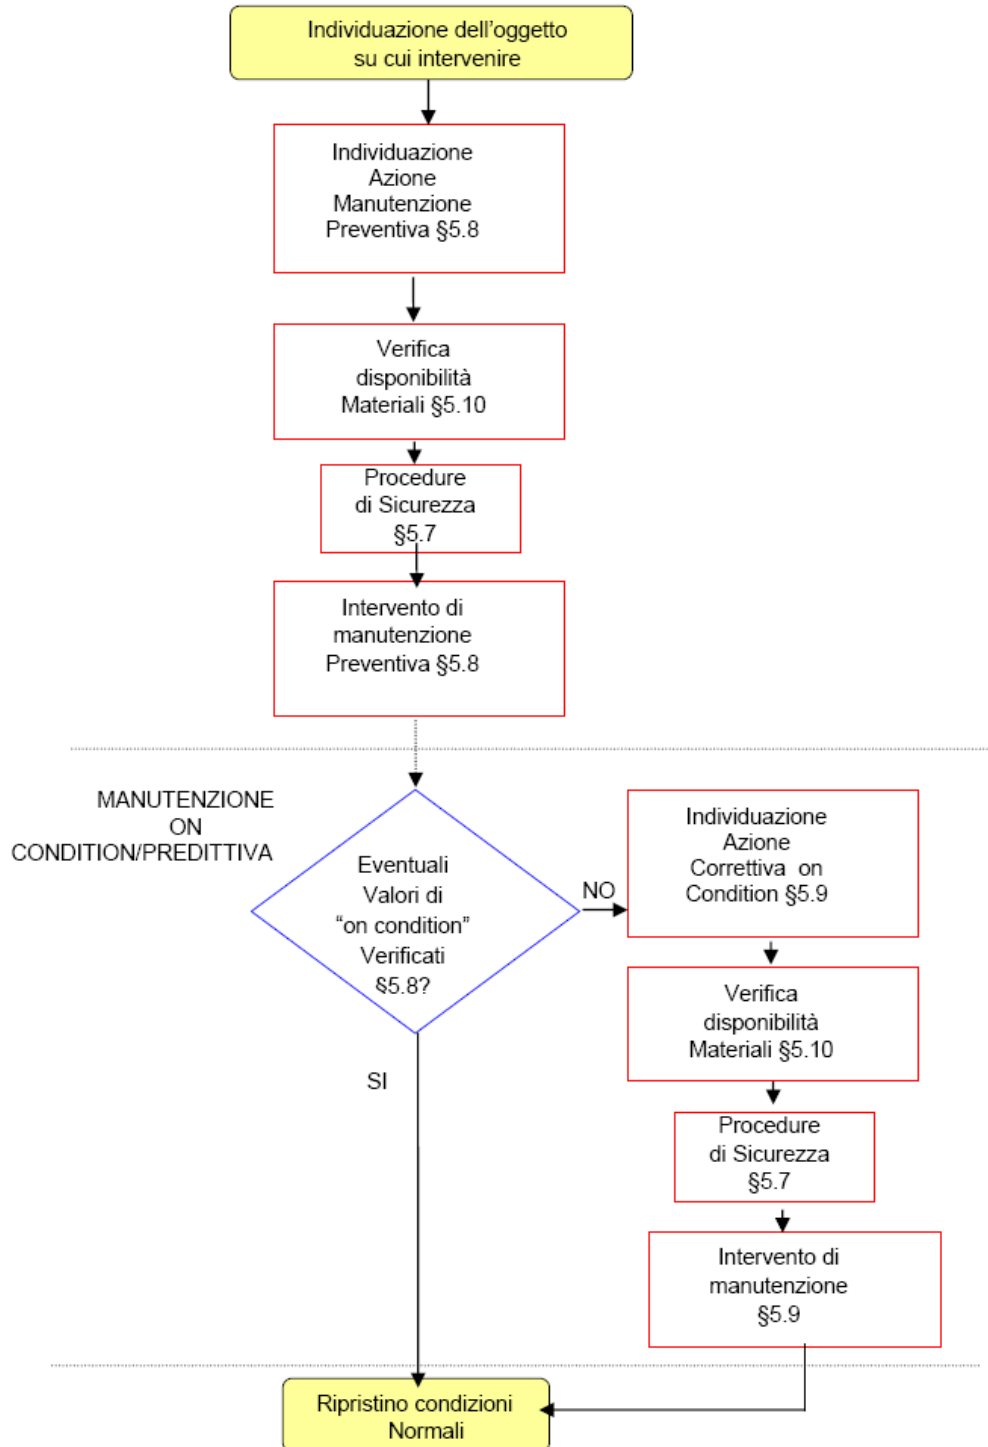 Individuazione dell'oggetto
su cui intervenire
Individuazione
Azione
Manutenzione
Preventiva §5.8
Verifica
disponibilità
Materiali §5.10
Procedure
di Sicurezza
§5.7
Intervento di
manutenzione
Preventiva §5.8
MANUTENZIONE
ON
CONDITION/PREDITTIVA
Eventuali
Valori di
“on condition”
Verificati
§5.8?
NO
SI
Individuazione
Azione
Correttiva on
Condition §5.9
Verifica
disponibilità
Materiali §5.10
Procedure
di Sicurezza
§5.7
Intervento di
manutenzione
§5.9
Ripristino condizioni
Normali